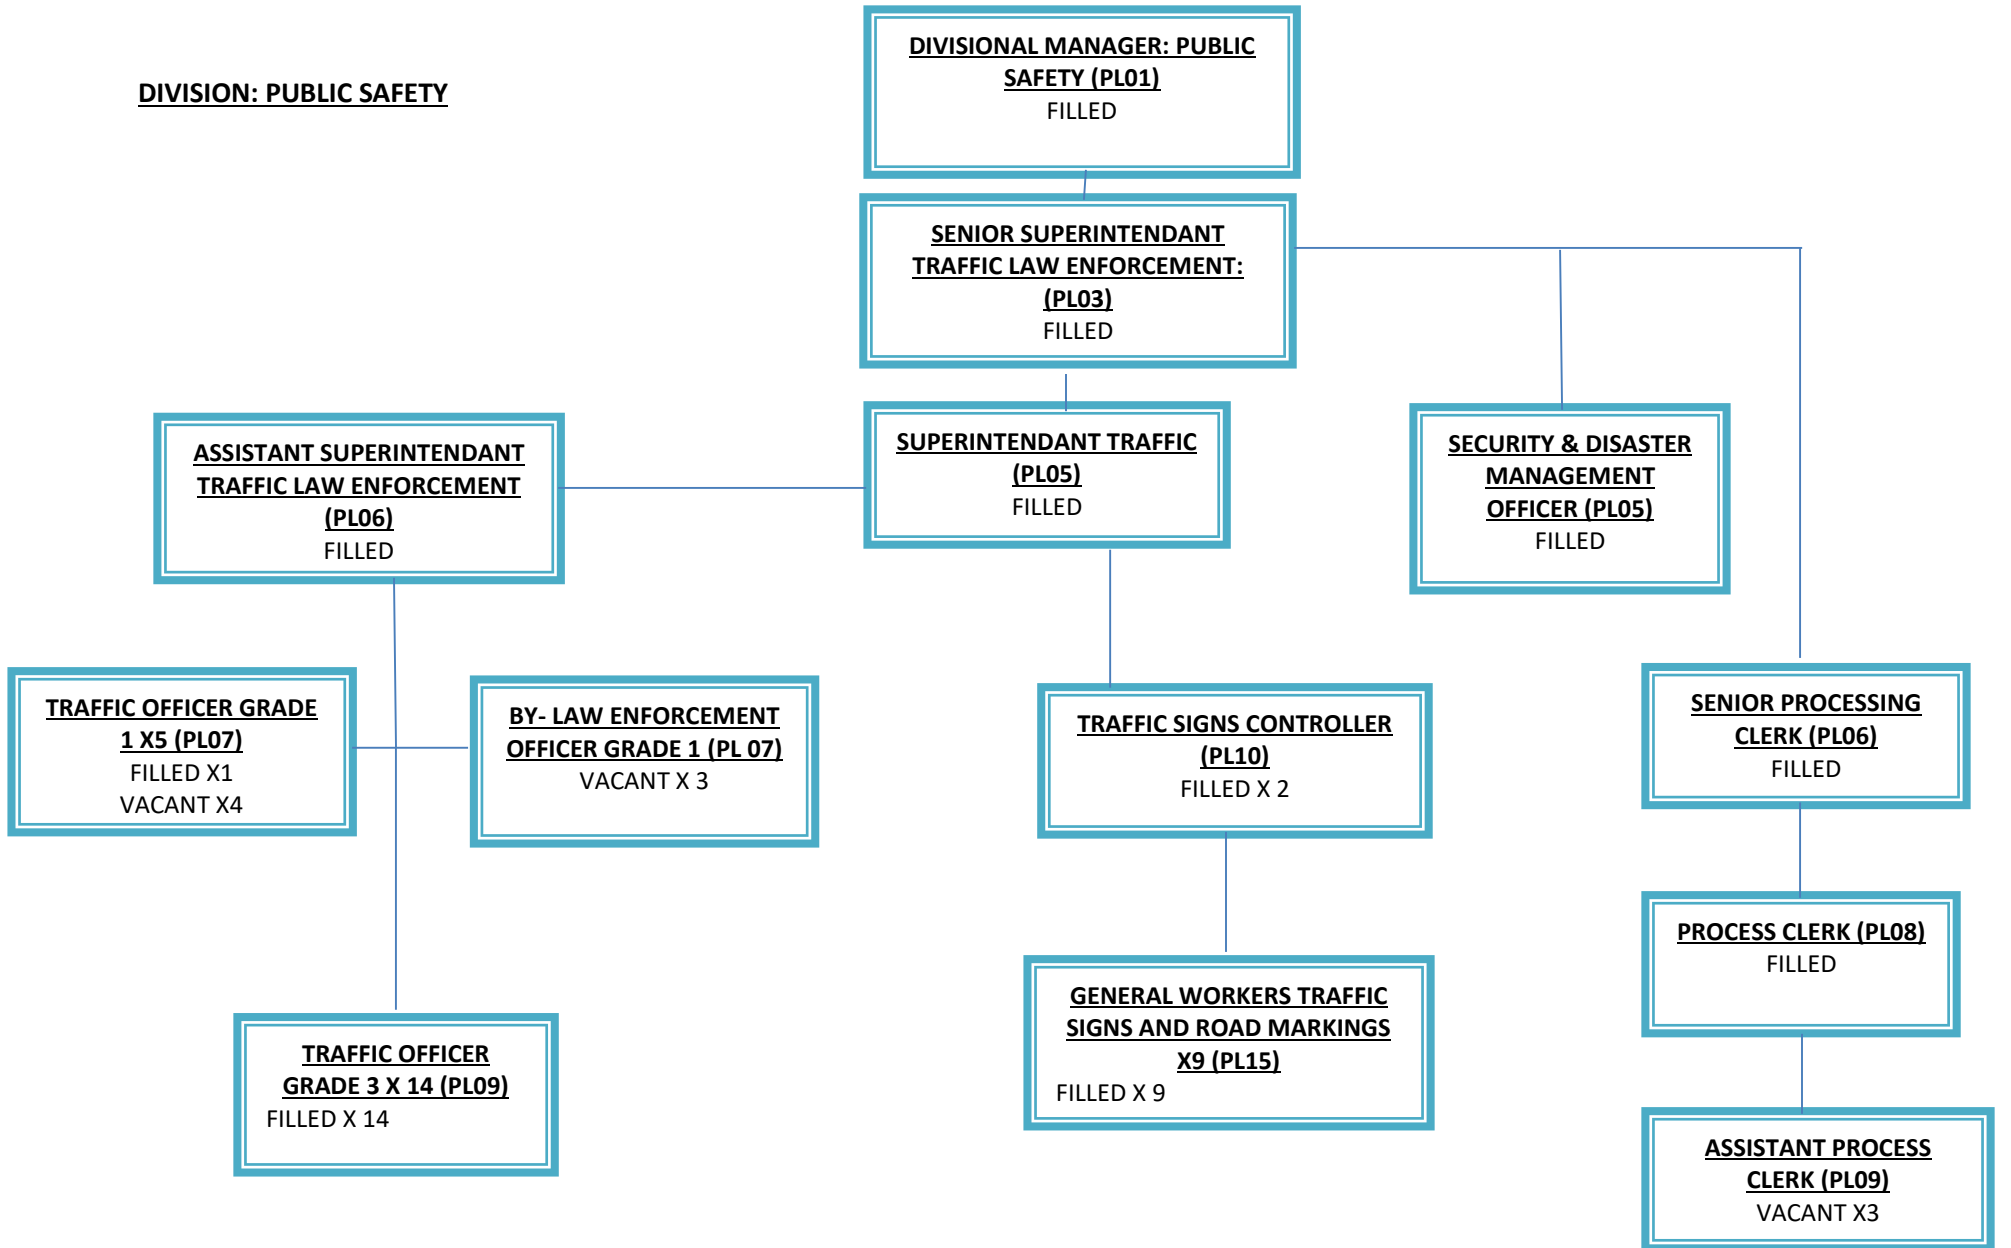 DIVISION: PUBLIC SAFETY
DIVISIONAL MANAGER: PUBLIC
SAFETY (PL01)
FILLED
SENIOR SUPERINTENDANT
TRAFFIC LAW ENFORCEMENT:
(PL03)
FILLED
ASSISTANT SUPERINTENDANT
TRAFFIC LAW ENFORCEMENT
(PL06)
FILLED
SUPERINTENDANT TRAFFIC
(PL05)
FILLED
SECURITY & DISASTER
MANAGEMENT
OFFICER (PL05)
FILLED
TRAFFIC OFFICER GRADE
1 X5 (PL07)
FILLED X1
VACANT X4
BY- LAW ENFORCEMENT
OFFICER GRADE 1 (PL 07)
VACANT X 3
TRAFFIC SIGNS CONTROLLER
(PL10)
FILLED X 2
SENIOR PROCESSING
CLERK (PL06)
FILLED
PROCESS CLERK (PL08)
FILLED
TRAFFIC OFFICER
GRADE 3 X 14 (PL09)
FILLED X 14
GENERAL WORKERS TRAFFIC
SIGNS AND ROAD MARKINGS
X9 (PL15)
FILLED X 9
ASSISTANT PROCESS
CLERK (PL09)
VACANT X3